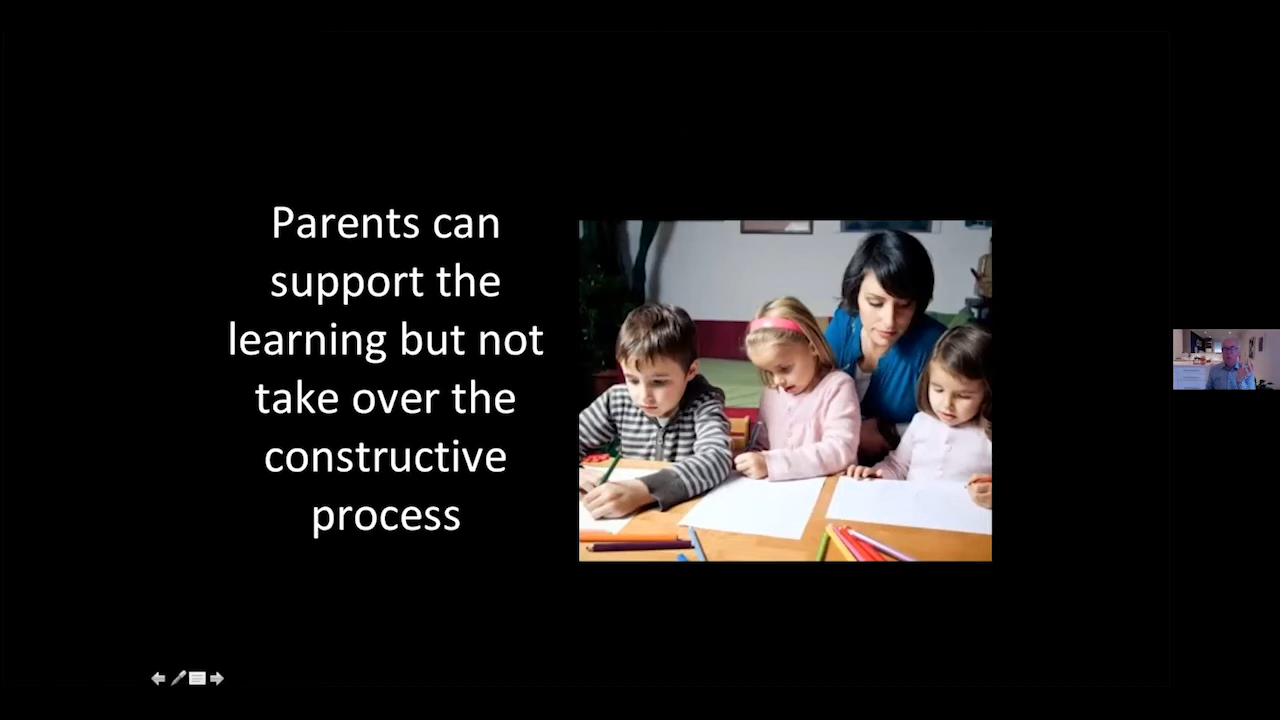 Parents can
support the
learning but not
take over the
constructive
process